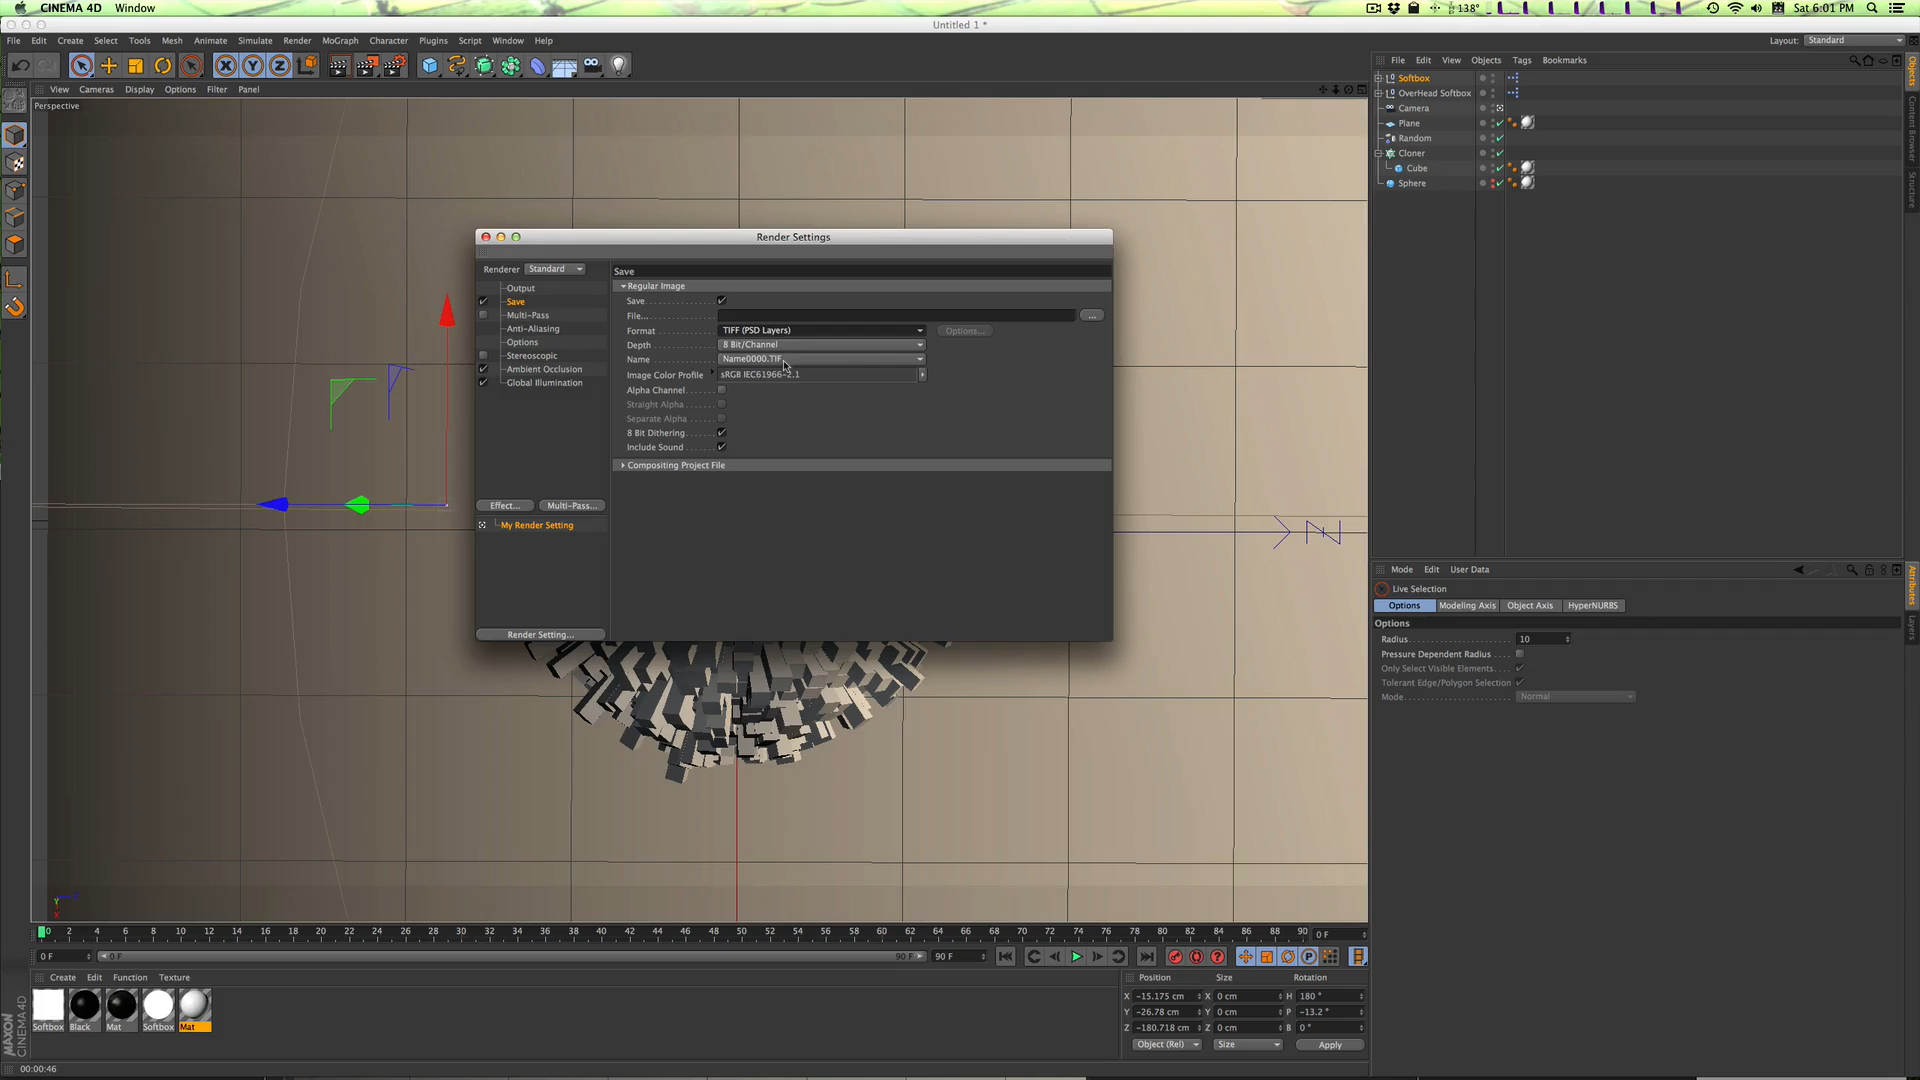 CINEMA 4D Window
138° Sat 6:01 PM
Untitled 1 *
File Edit Create Select Tools Mesh Animate Simulate Render MoGraph Character Plugins Script Window Help
Layout: Standard
View Cameras Display Options Filter Panel
Perspective
File Edit View Objects Tags Bookmarks
Softbox
OverHead Softbox
Camera
Plane
Random
Cloner
Cube
Sphere
Objects
Content Browser
Structure
Render Settings
Renderer Standard
Output
Save
Multi-Pass
Anti-Aliasing
Options
Stereoscopic
Ambient Occlusion
Global Illumination
Effect... Multi-Pass...
My Render Setting
Render Setting...
Save
Regular Image
Save
File... ...
Format TIFF (PSD Layers) Options...
Depth 8 Bit/Channel
Name Name0000.TIF
Image Color Profile sRGB IEC61966-2.1
Alpha Channel
Straight Alpha
Separate Alpha
8 Bit Dithering
Include Sound
Compositing Project File
Mode Edit User Data
Live Selection
Options Modeling Axis Object Axis HyperNURBS
Options
Radius 10
Pressure Dependent Radius
Only Select Visible Elements
Tolerant Edge/Polygon Selection
Mode Normal
Attributes
Layers
0 2 4 6 8 10 12 14 16 18 20 22 24 26 28 30 32 34 36 38 40 42 44 46 48 50 52 54 56 58 60 62 64 66 68 70 72 74 76 78 80 82 84 86 88 90 0 F
0 F 0 F 90 F 90 F
Create Edit Function Texture
Softbox Black Mat Softbox Mat
Position Size Rotation
X -15.175 cm X 0 cm H 180 °
Y -26.78 cm Y 0 cm P -13.2 °
Z -180.718 cm Z 0 cm B 0 °
Object (Rel) Size Apply
MAXON CINEMA 4D
00:00:46